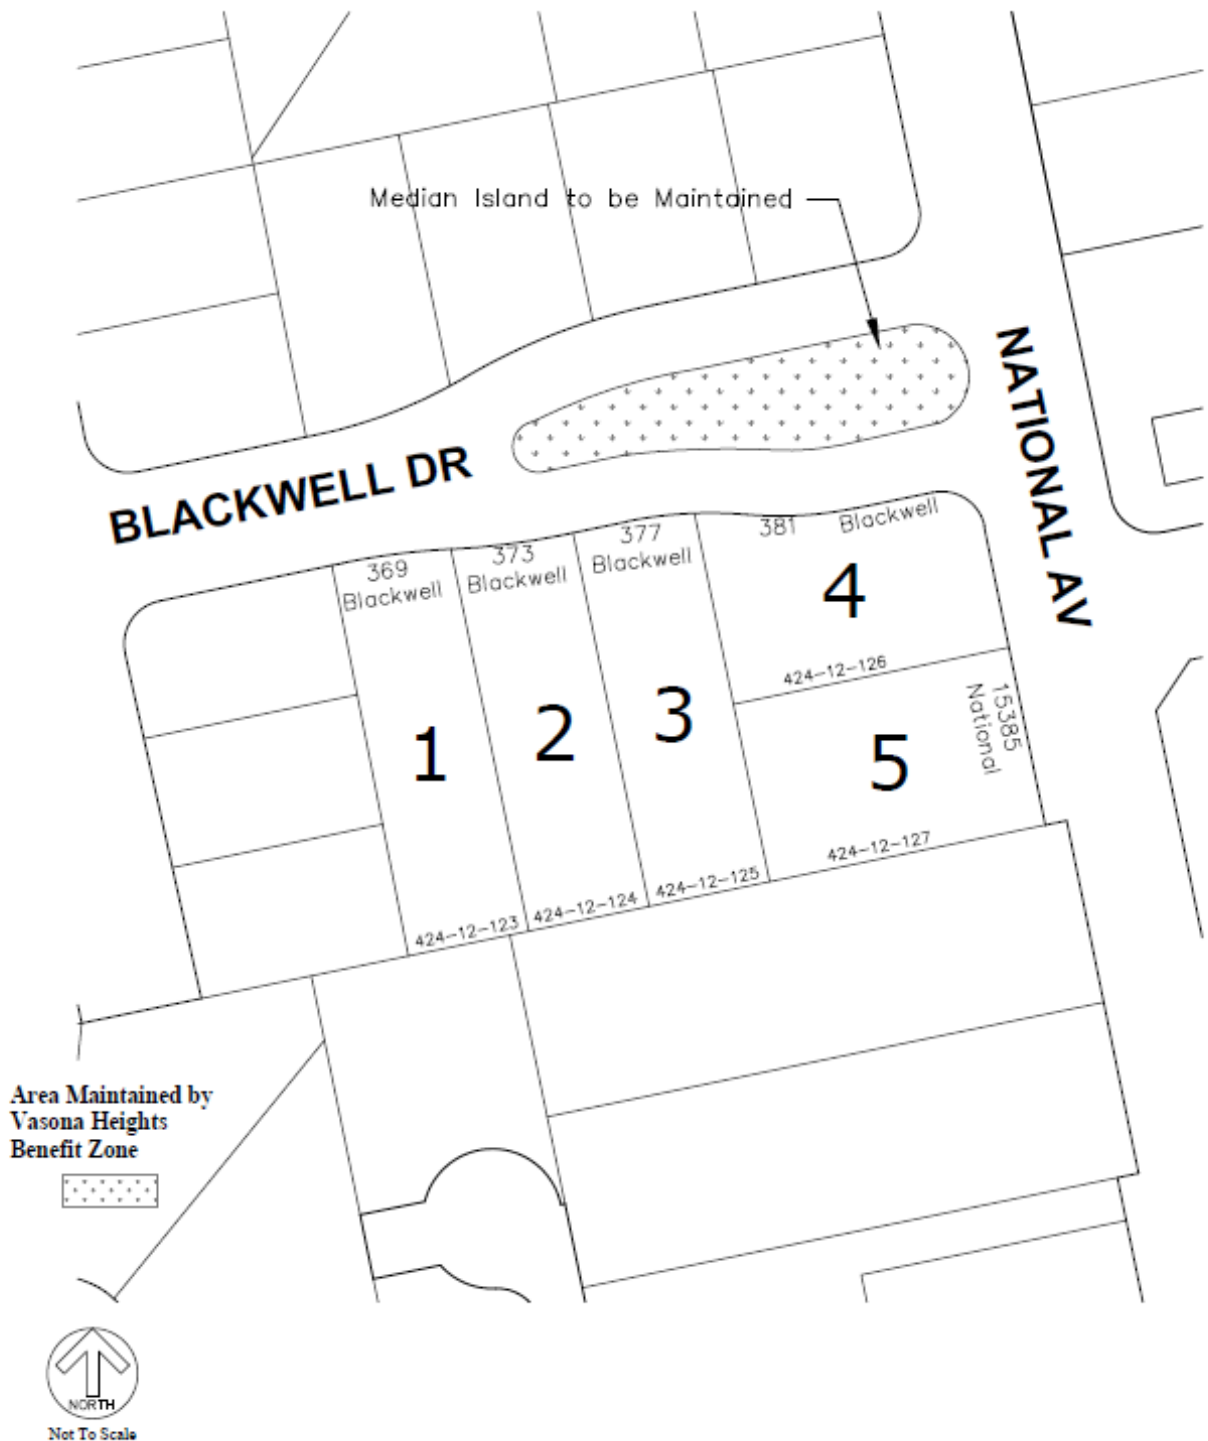 Median Island to be Maintained
NATIONAL AV
BLACKWELL DR
369
Blackwell
373
Blackwell
377
Blackwell
381 Blackwell
4
424-12-126
15385
National
1
2
3
5
424-12-123
424-12-124
424-12-125
424-12-127
Area Maintained by
Vasona Heights
Benefit Zone
NORTH
Not To Scale